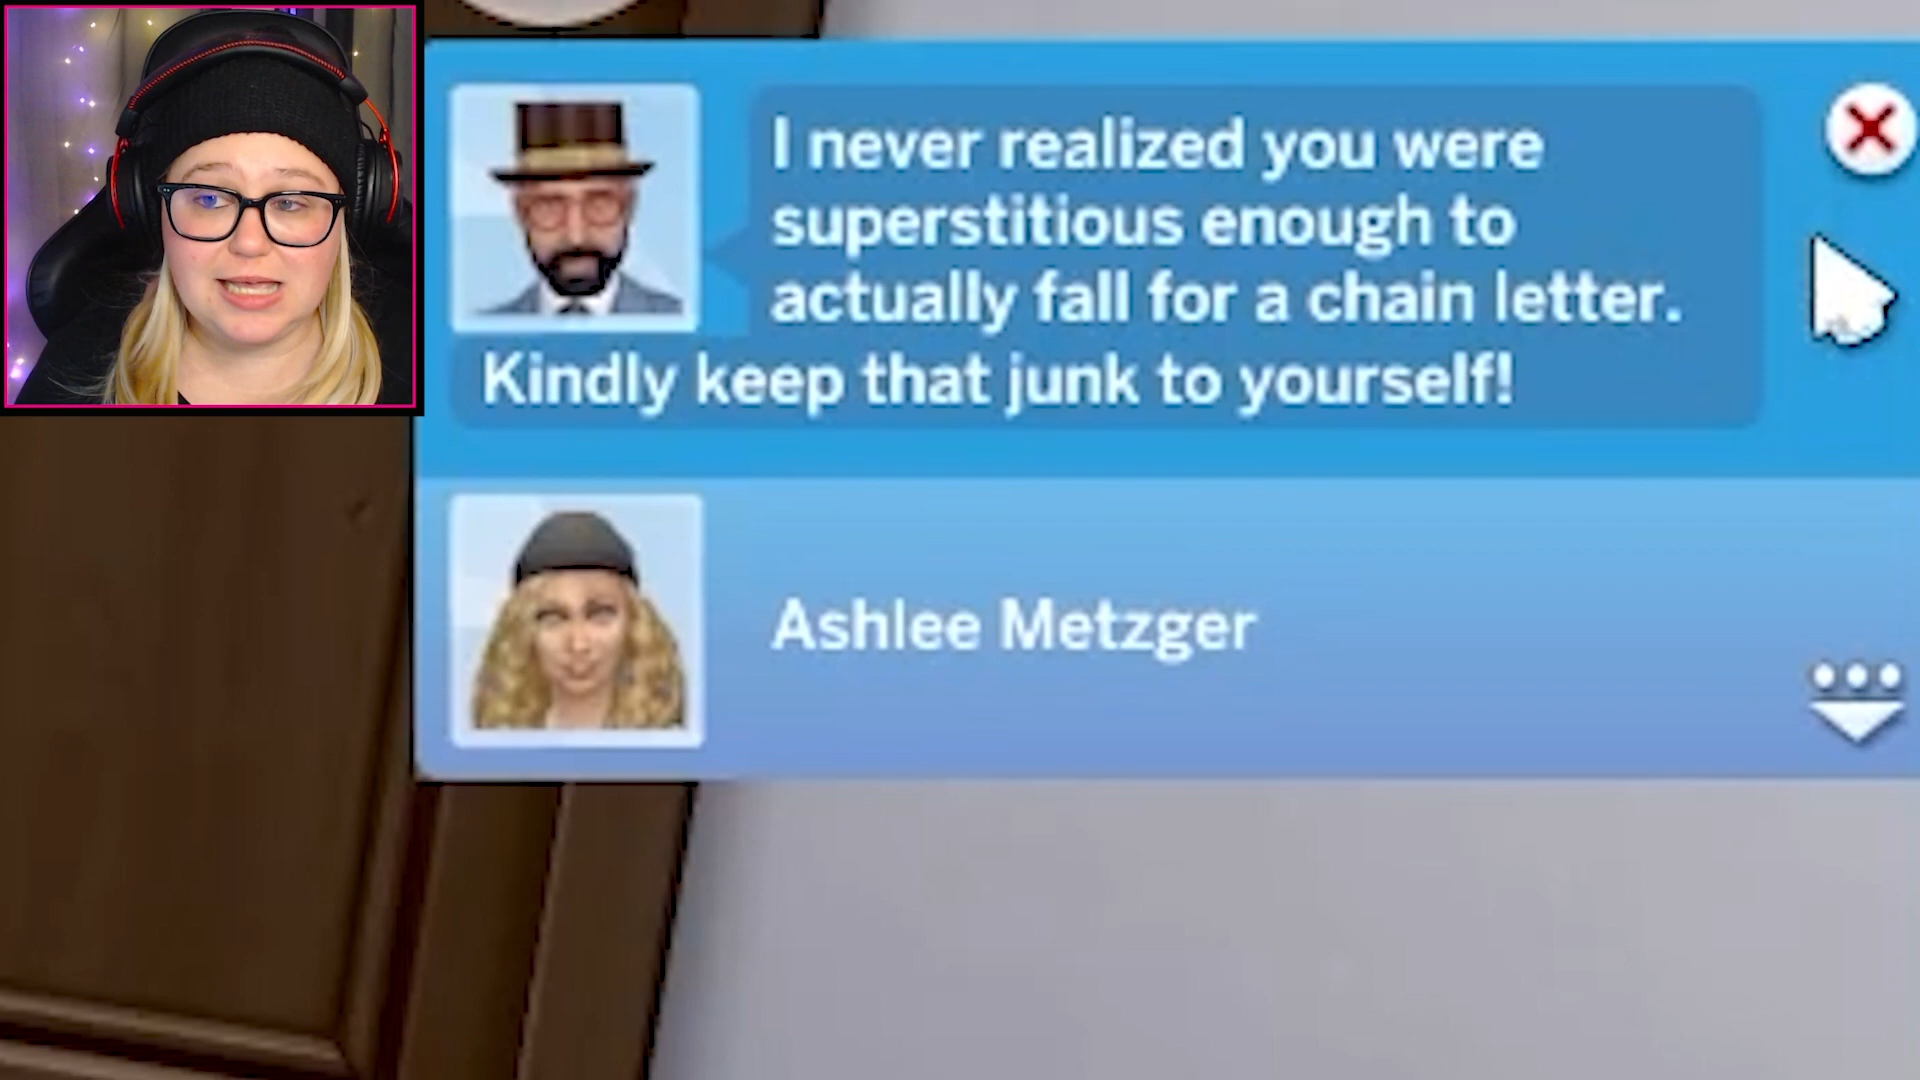 I never realized you were
superstitious enough to
actually fall for a chain letter.
Kindly keep that junk to yourself!
Ashlee Metzger